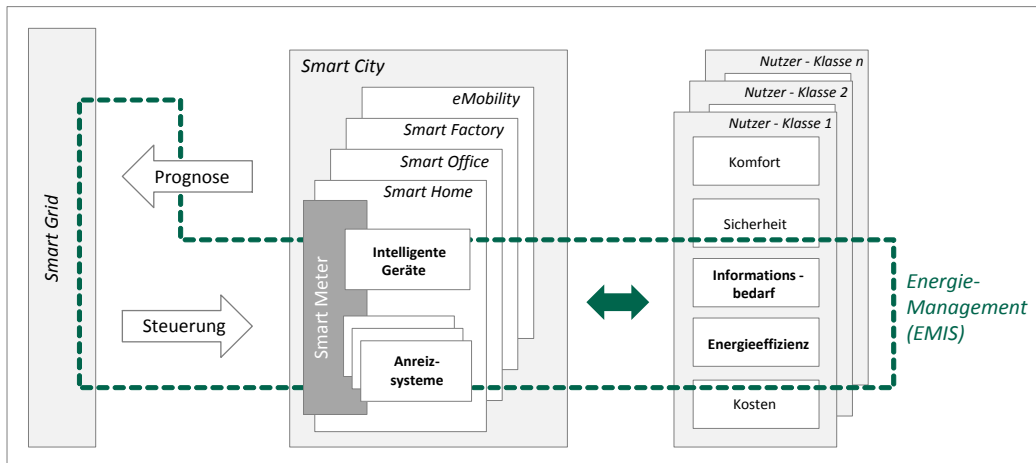 Smart Grid
Prognose
Steuerung
Smart City
eMobility
Smart Factory
Smart Office
Smart Home
Smart Meter
Intelligente
Geräte
Anreiz-
systeme
Nutzer - Klasse n
Nutzer - Klasse 2
Nutzer - Klasse 1
Komfort
Sicherheit
Informations -
bedarf
Energieeffizienz
Kosten
Energie-
Management
(EMIS)